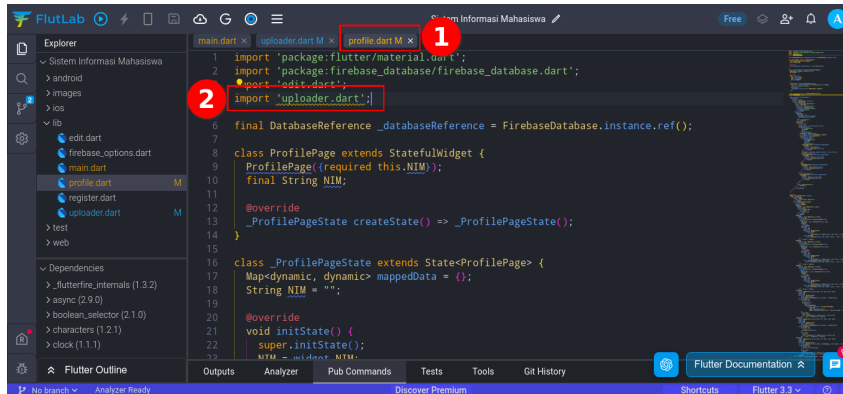 FlutLab
Sistem Informasi Mahasiswa
Free
A
Explorer
main.dart ×
uploader.dart M ×
profile.dart M ×
1
Sistem Informasi Mahasiswa
android
images
ios
lib
edit.dart
firebase_options.dart
main.dart
profile.dart M
register.dart
uploader.dart M
test
web
Dependencies
_flutterfire_internals (1.3.2)
async (2.9.0)
boolean_selector (2.1.0)
characters (1.2.1)
clock (1.1.1)
Flutter Outline
2
2
R
1 import 'package:flutter/material.dart';
2 import 'package:firebase_database/firebase_database.dart';
import 'edit.dart';
import 'uploader.dart';
6 final DatabaseReference _databaseReference = FirebaseDatabase.instance.ref();
7
8 class ProfilePage extends StatefulWidget {
9 ProfilePage({required this.NIM});
10 final String NIM;
11
12 @override
13 _ProfilePageState createState() => _ProfilePageState();
14 }
15
16 class _ProfilePageState extends State<ProfilePage> {
17 Map<dynamic, dynamic> mappedData = {};
18 String NIM = "";
19
20 @override
21 void initState() {
22 super.initState();
23 NIM = widget.NIM;
Outputs
Analyzer
Pub Commands
Tests
Tools
Git History
Flutter Documentation
No branch
Analyzer Ready
Discover Premium
Shortcuts
Flutter 3.3